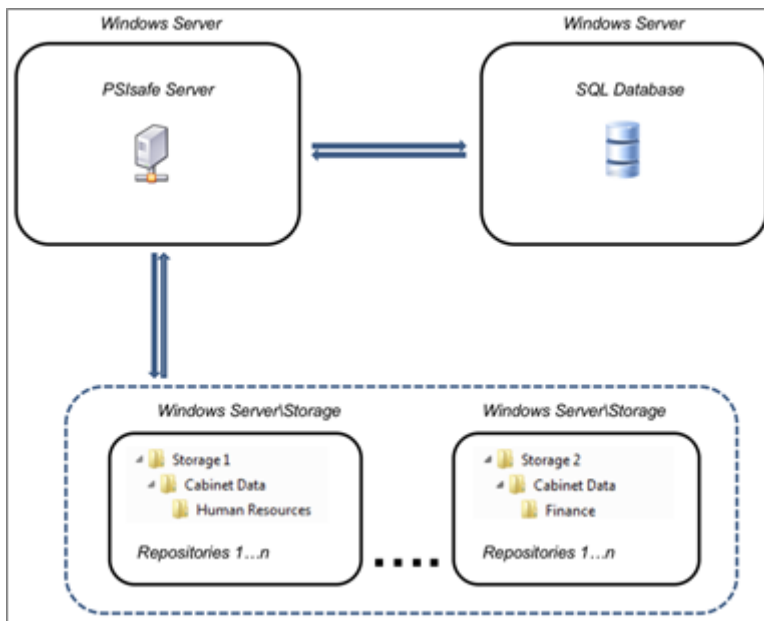 Windows Server
Windows Server
PSIsafe Server
SQL Database
Windows Server\Storage
Windows Server\Storage
Storage 1
Cabinet Data
Human Resources
Repositories 1...n
Storage 2
Cabinet Data
Finance
Repositories 1...n